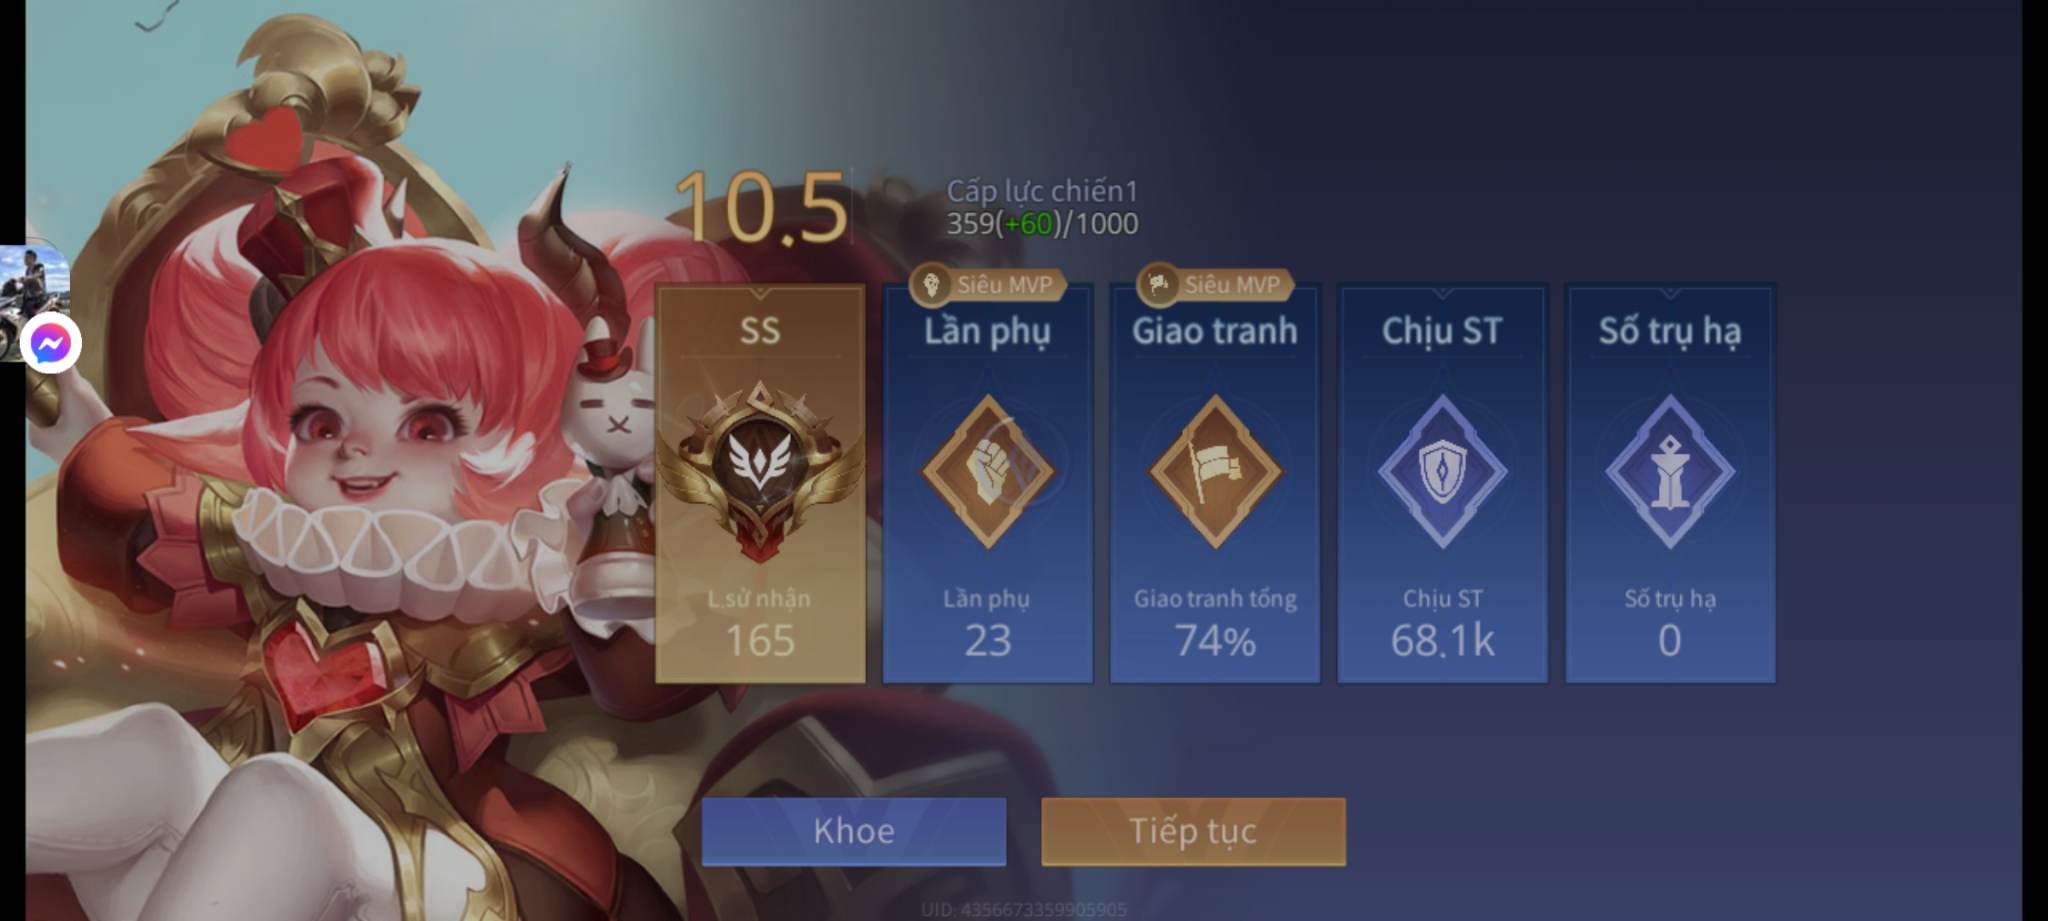 10.5
Cấp lực chiến1
359(+60)/1000
Siêu MVP
Siêu MVP
SS
Lần phụ
Giao tranh
Chịu ST
Số trụ hạ
L.sử nhận
Lần phụ
Giao tranh tổng
Chịu ST
Số trụ hạ
165
23
74%
68.1k
0
Khoe
Tiếp tục
UID: 4356673359905905